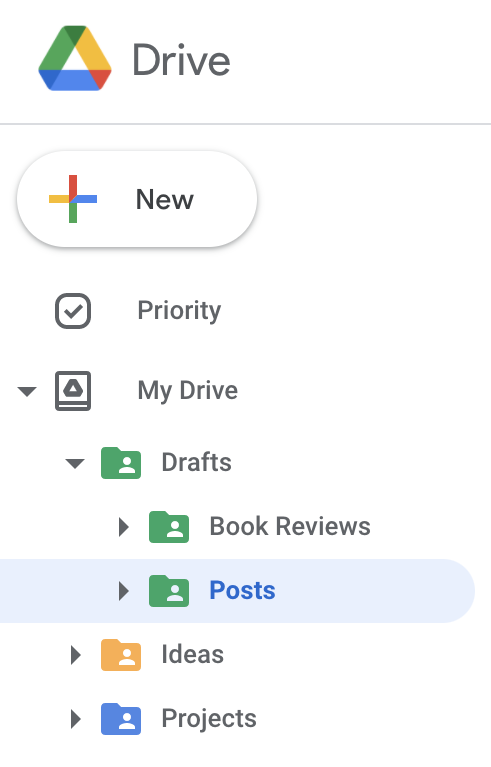 Drive
New
Priority
My Drive
Drafts
Book Reviews
Posts
Ideas
Projects